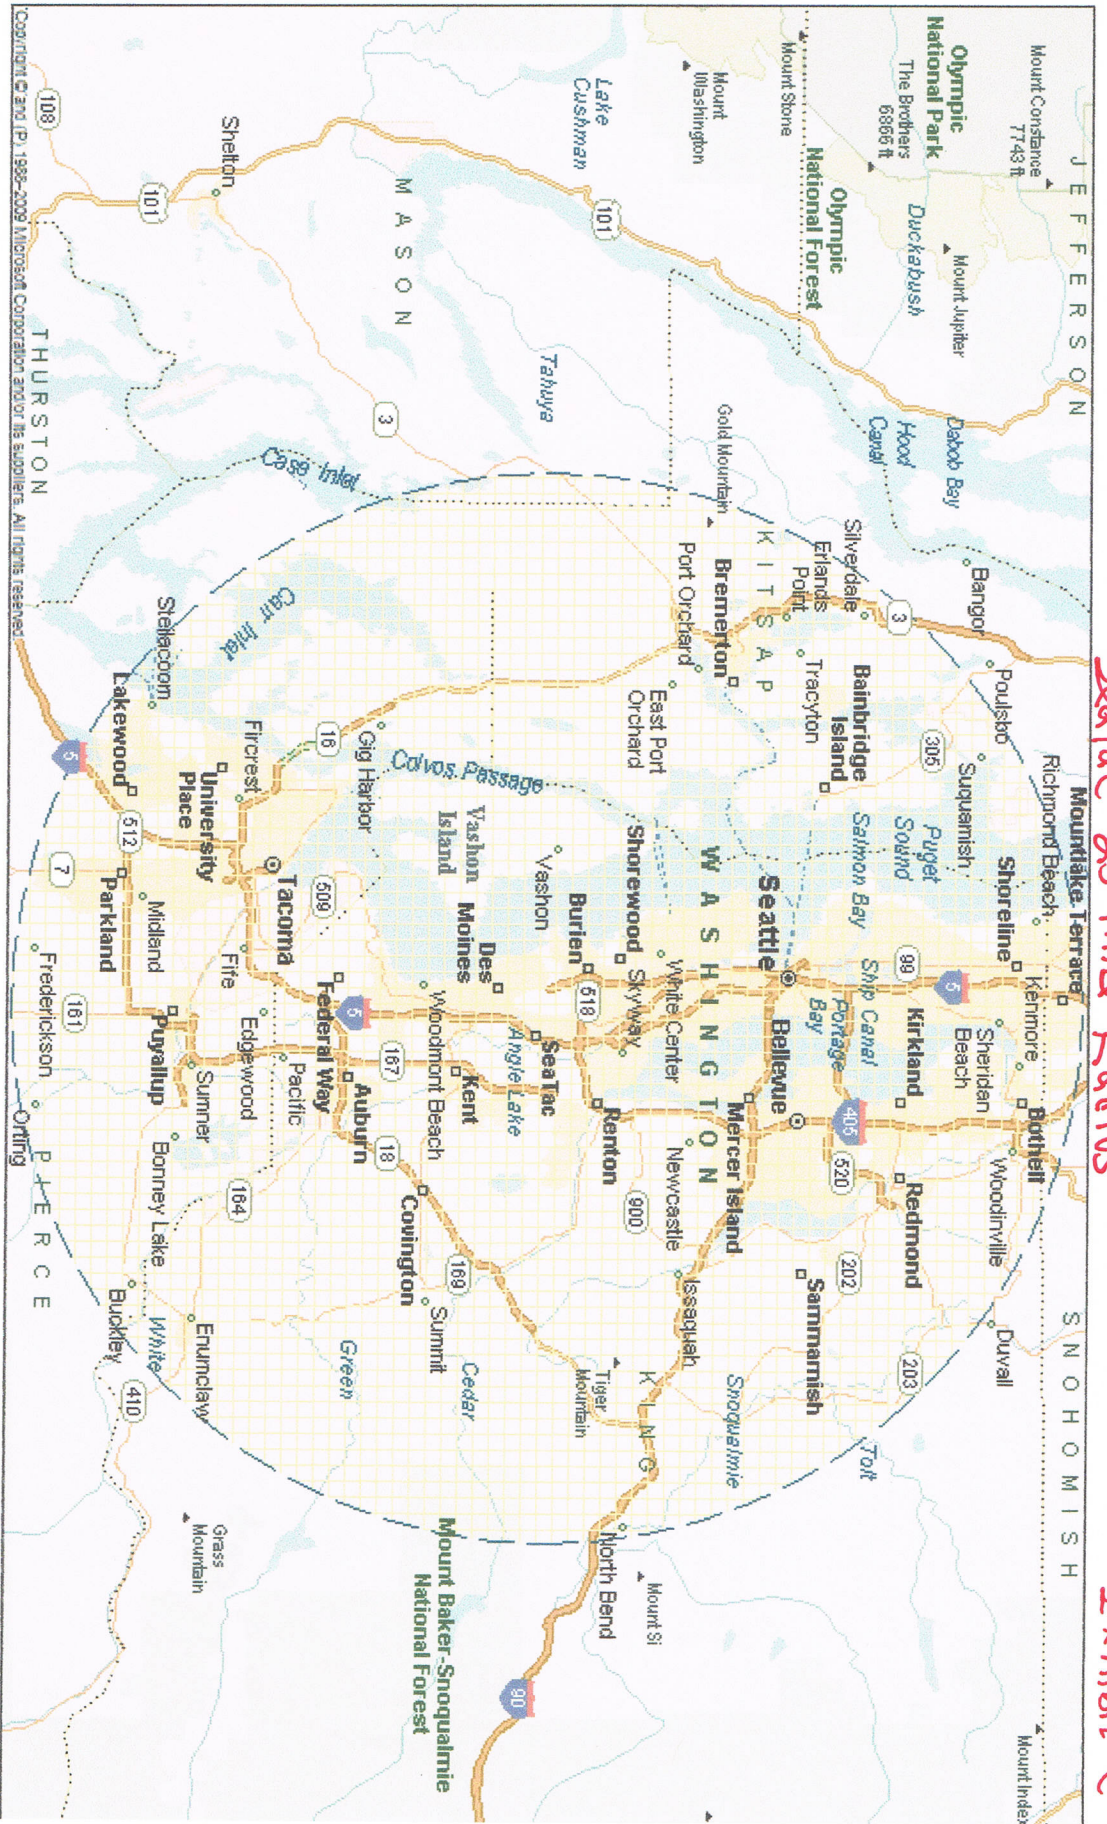 Seatac 20 Mile Radius
Exhibit C
JEFFERSON
Mountlake Terrace
SNOHOMISH
Mount Constance
7743 ft
Richmond Beach
Kenmore
Bothell
Mount Index
Shoreline
Sheridan
Beach
Woodinville
Duvall
Olympic
National Park
The Brothers
6866 ft
Mount Jupiter
Duckabush
Dabob Bay
Hood
Canal
Bangor
Poulsbo
Suquamish
305
Puget
Sound
99
5
Kirkland
Redmond
203
3
Silverdale
Erlands
Point
Bainbridge
Island
Salmon Bay
Ship Canal
Portage
Bay
405
520
202
Tolt
Mount Stone
Olympic
National Forest
Tracyton
Seattle
Bellevue
Sammamish
KITSAP
Mount
Washington
Gold Mountain
Bremerton
Port Orchard
East Port
Orchard
WASHINGTON
Mercer Island
Snoqualmie
White Center
Newcastle
Issaquah
KING
Mount Si
Lake
Cushman
101
Shorewood
Skyway
900
North Bend
Burien
518
Renton
Tiger
Mountain
Tahuya
Vashon
SeaTac
90
Colvos Passage
Des
Moines
Angle Lake
Vashon
Island
Kent
169
Cedar
Mount Baker-Snoqualmie
National Forest
MASON
3
Woodmont Beach
Covington
Summit
Gig Harbor
167
18
Case Inlet
16
509
5
Federal Way
Auburn
Green
Carr Inlet
Tacoma
Pacific
Shelton
Fircrest
Fife
Edgewood
164
Grass
Mountain
University
Place
Sumner
Enumclaw
101
Steilacoom
Midland
Puyallup
Bonney Lake
White
Lakewood
512
Parkland
Buckley
410
108
5
7
161
THURSTON
Frederickson
Orting
PIERCE
Copyright © and (P) 1988–2009 Microsoft Corporation and/or its suppliers. All rights reserved.